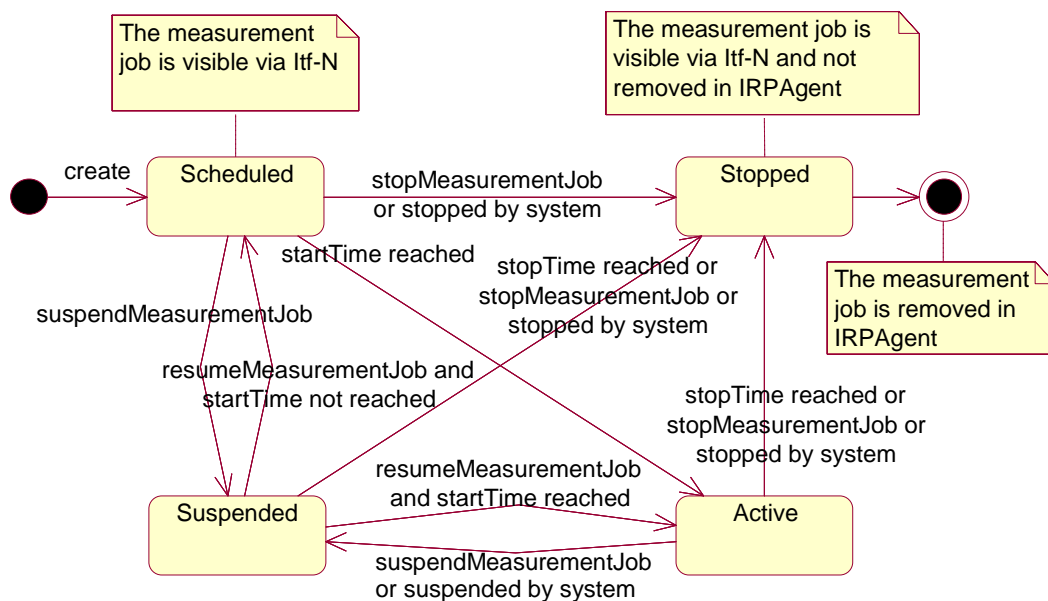 The measurement
job is visible via Itf-N
The measurement job is
visible via Itf-N and not
removed in IRPAgent
create
Scheduled
stopMeasurementJob
or stopped by system
Stopped
startTime reached
stopTime reached or
stopMeasurementJob or
stopped by system
The measurement
job is removed in
IRPAgent
suspendMeasurementJob
resumeMeasurementJob and
startTime not reached
stopTime reached or
stopMeasurementJob or
stopped by system
resumeMeasurementJob
and startTime reached
Suspended
Active
suspendMeasurementJob
or suspended by system